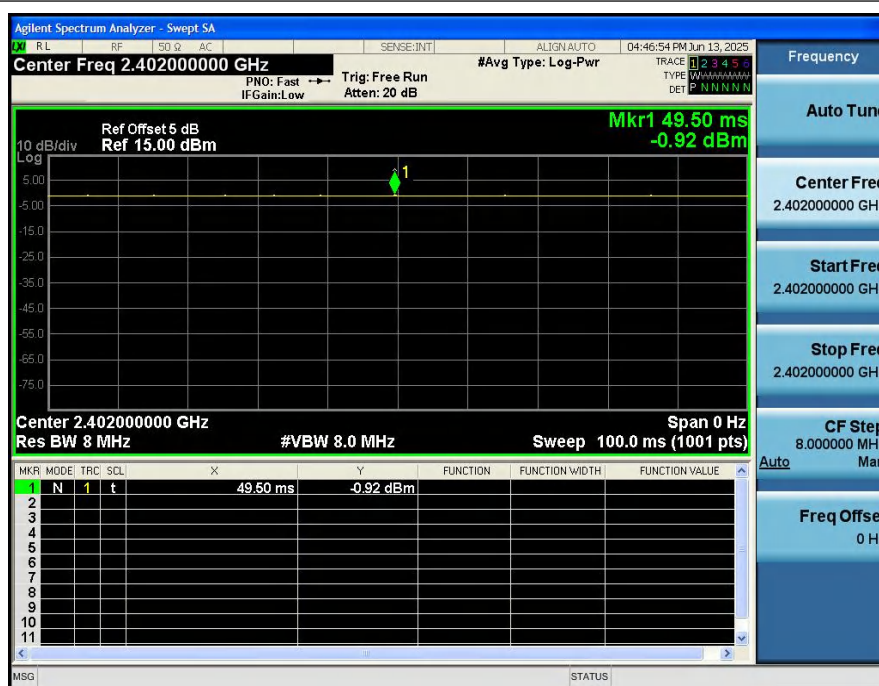 Agilent Spectrum Analyzer - Swept SA
LXI RL RF 50 Ω AC SENSE:INT ALIGN AUTO 04:46:54 PM Jun 13, 2025
Center Freq 2.402000000 GHz
PNO: Fast
IFGain:Low
Trig: Free Run
Atten: 20 dB
#Avg Type: Log-Pwr
TRACE 1 2 3 4 5 6
TYPE WWWWWW
DET P N N N N N
Mkr1 49.50 ms
-0.92 dBm
Ref Offset 5 dB
10 dB/div Ref 15.00 dBm
Log
1
5.00
-5.00
-15.0
-25.0
-35.0
-45.0
-55.0
-65.0
-75.0
Center 2.402000000 GHz Span 0 Hz
Res BW 8 MHz #VBW 8.0 MHz Sweep 100.0 ms (1001 pts)
MKR MODE TRC SCL X Y FUNCTION FUNCTION WIDTH FUNCTION VALUE
1 N 1 t 49.50 ms -0.92 dBm
2
3
4
5
6
7
8
9
10
11
MSG STATUS
Frequency
Auto Tun
Center Fre
2.402000000 GH
Start Fre
2.402000000 GH
Stop Fre
2.402000000 GH
CF Step
8.000000 MH
Auto Ma
Freq Offse
0 H